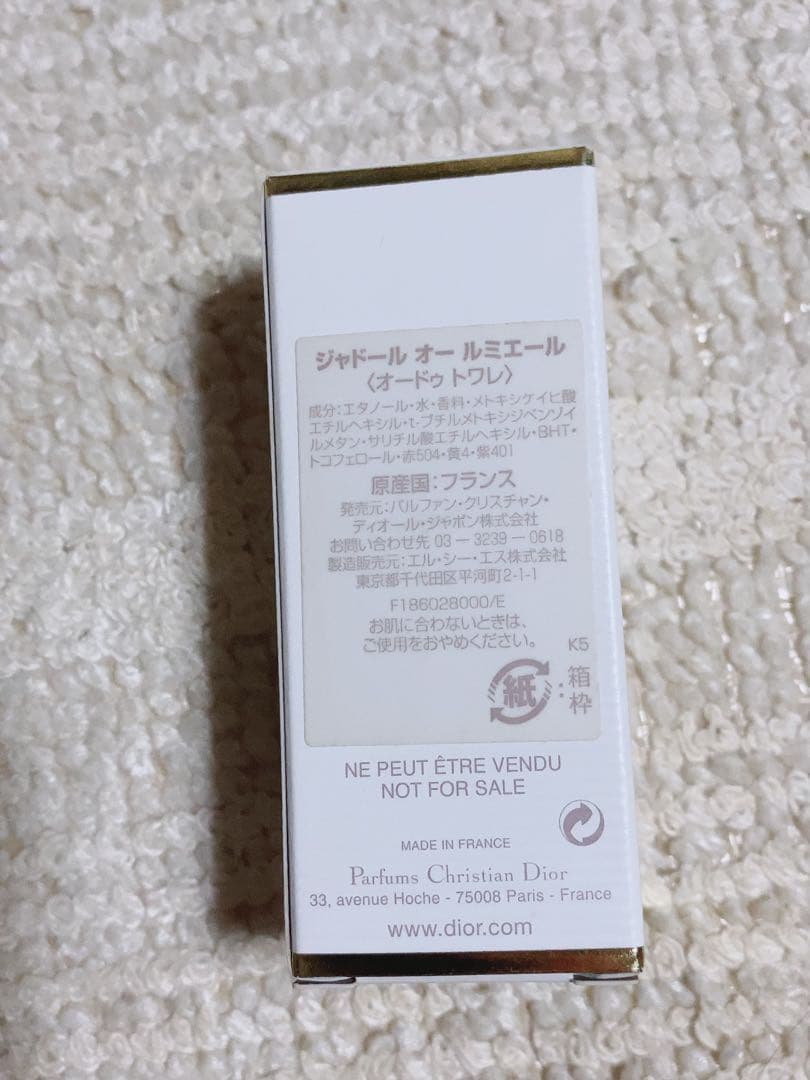 ジャドール オー ルミエール
〈オードゥ トワレ〉
成分:エタノール・水・香料・メトキシケイヒ酸
エチルヘキシル・t-ブチルメトキシジベンゾイ
ルメタン・サリチル酸エチルヘキシル・BHT・
トコフェロール・赤504・黄4・紫401
原産国:フランス
発売元:パルファン・クリスチャン・
ディオール・ジャポン株式会社
お問い合わせ先 03-3239-0618
製造販売元:エル・シー・エス株式会社
東京都千代田区平河町2-1-1
F186028000/E
お肌に合わないときは、
ご使用をおやめください。
K5
紙:箱
枠
NE PEUT ÊTRE VENDU
NOT FOR SALE
MADE IN FRANCE
Parfums Christian Dior
33, avenue Hoche - 75008 Paris - France
www.dior.com